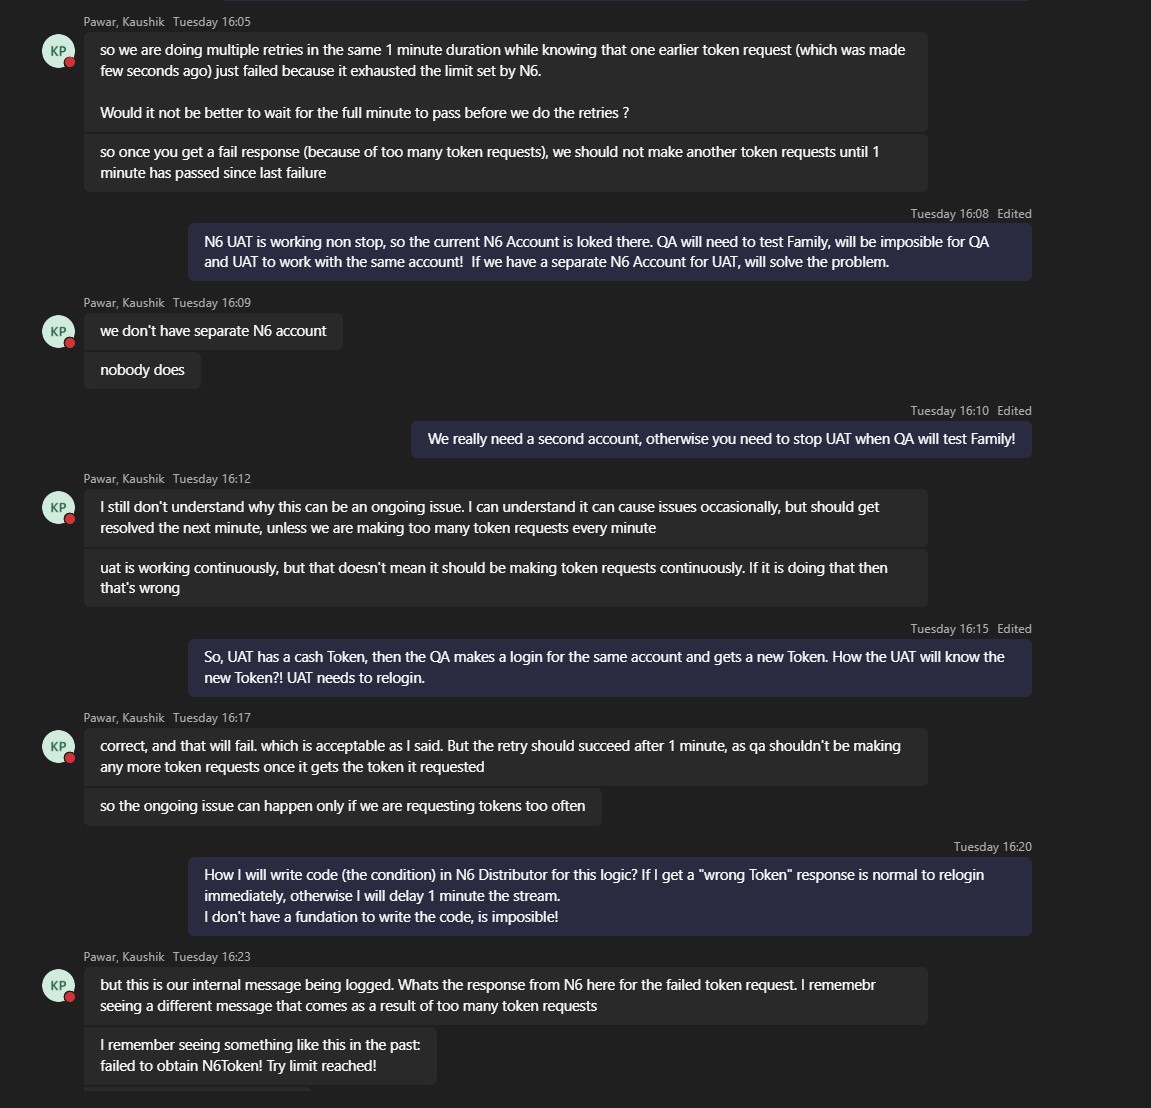 Pawar, Kaushik Tuesday 16:05
KP
so we are doing multiple retries in the same 1 minute duration while knowing that one earlier token request (which was made
few seconds ago) just failed because it exhausted the limit set by N6.
Would it not be better to wait for the full minute to pass before we do the retries ?
so once you get a fail response (because of too many token requests), we should not make another token requests until 1
minute has passed since last failure
Tuesday 16:08 Edited
N6 UAT is working non stop, so the current N6 Account is loked there. QA will need to test Family, will be imposible for QA
and UAT to work with the same account! If we have a separate N6 Account for UAT, will solve the problem.
Pawar, Kaushik Tuesday 16:09
KP
we don't have separate N6 account
nobody does
Tuesday 16:10 Edited
We really need a second account, otherwise you need to stop UAT when QA will test Family!
Pawar, Kaushik Tuesday 16:12
KP
I still don't understand why this can be an ongoing issue. I can understand it can cause issues occasionally, but should get
resolved the next minute, unless we are making too many token requests every minute
uat is working continuously, but that doesn't mean it should be making token requests continuously. If it is doing that then
that's wrong
Tuesday 16:15 Edited
So, UAT has a cash Token, then the QA makes a login for the same account and gets a new Token. How the UAT will know the
new Token?! UAT needs to relogin.
Pawar, Kaushik Tuesday 16:17
KP
correct, and that will fail. which is acceptable as I said. But the retry should succeed after 1 minute, as qa shouldn't be making
any more token requests once it gets the token it requested
so the ongoing issue can happen only if we are requesting tokens too often
Tuesday 16:20
How I will write code (the condition) in N6 Distributor for this logic? If I get a "wrong Token" response is normal to relogin
immediately, otherwise I will delay 1 minute the stream.
I don't have a fundation to write the code, is imposible!
Pawar, Kaushik Tuesday 16:23
KP
but this is our internal message being logged. Whats the response from N6 here for the failed token request. I rememebr
seeing a different message that comes as a result of too many token requests
I remember seeing something like this in the past:
failed to obtain N6Token! Try limit reached!